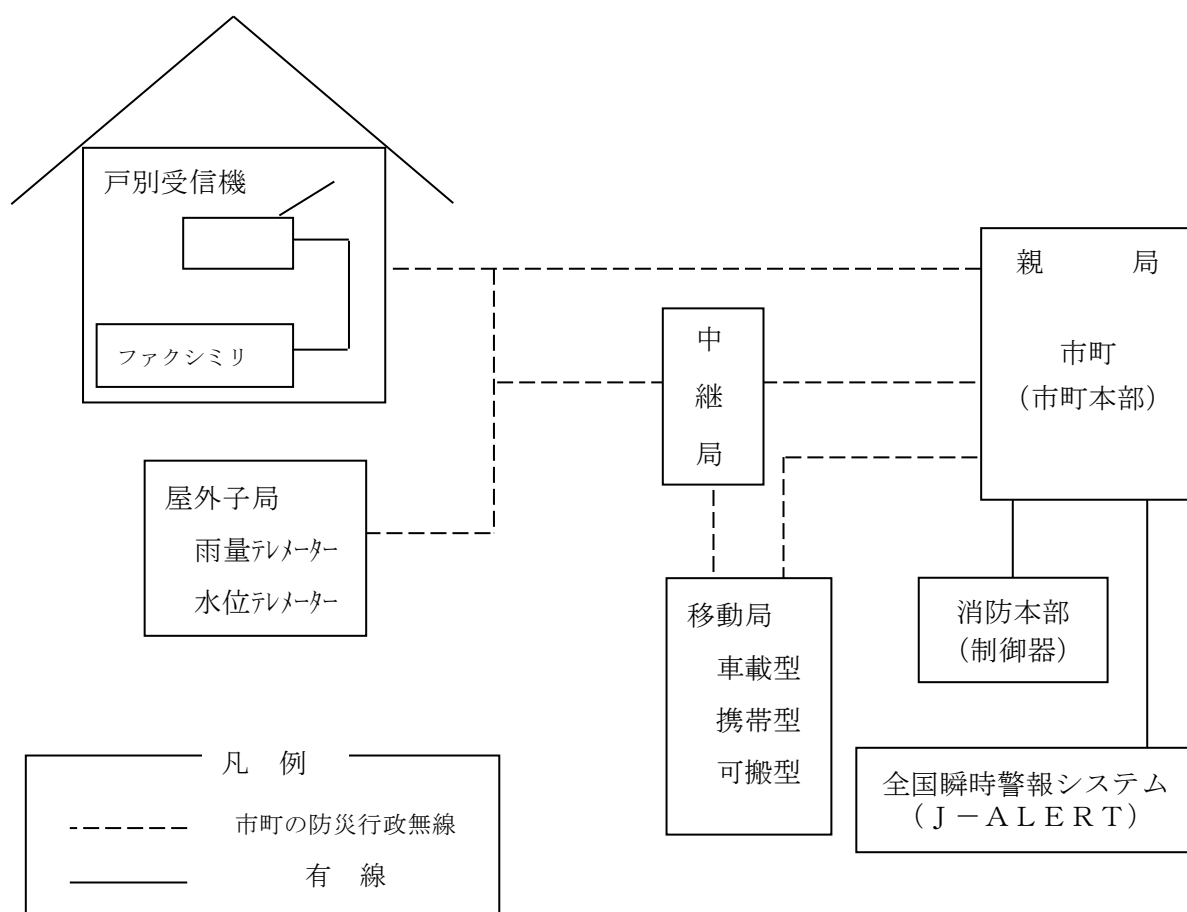 戸別受信機
ファクシミリ
屋外子局
雨量ﾃﾚﾒｰﾀｰ
水位ﾃﾚﾒｰﾀｰ
中
継
局
親　　局
市町
(市町本部)
移動局
車載型
携帯型
可搬型
消防本部
(制御器)
全国瞬時警報システム
(Ｊ－ＡＬＥＲＴ)
凡　例
市町の防災行政無線
有　線